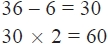 36 – 6 = 30
30 × 2 = 60